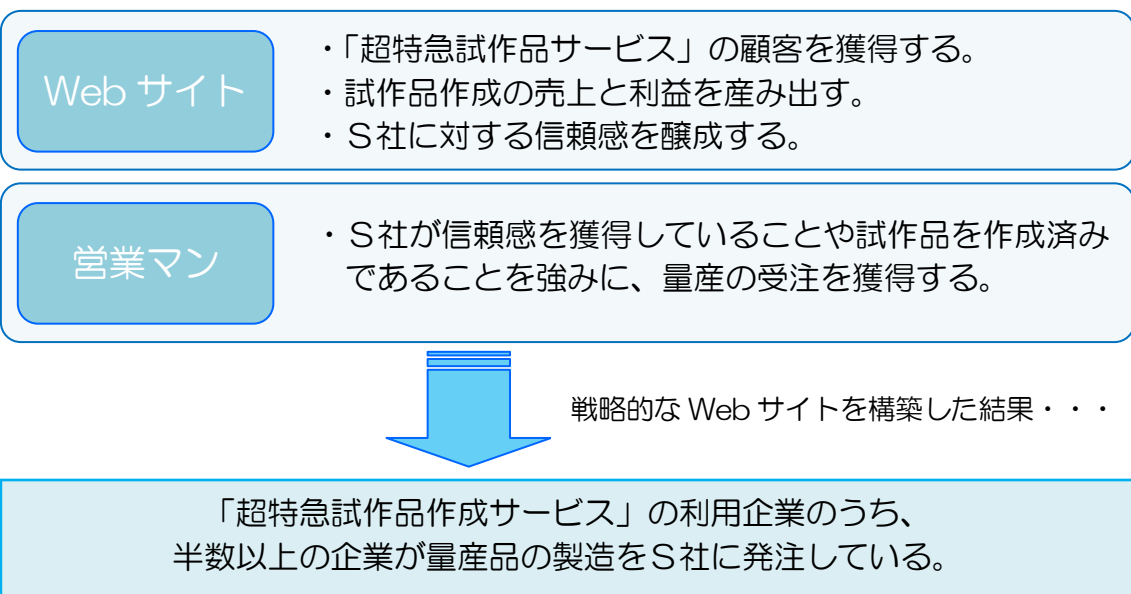 Web サイト
・「超特急試作品サービス」の顧客を獲得する。
・試作品作成の売上と利益を産み出す。
・Ｓ社に対する信頼感を醸成する。
営業マン
・Ｓ社が信頼感を獲得していることや試作品を作成済み
であることを強みに、量産の受注を獲得する。
戦略的な Web サイトを構築した結果・・・
「超特急試作品作成サービス」の利用企業のうち、
半数以上の企業が量産品の製造をＳ社に発注している。